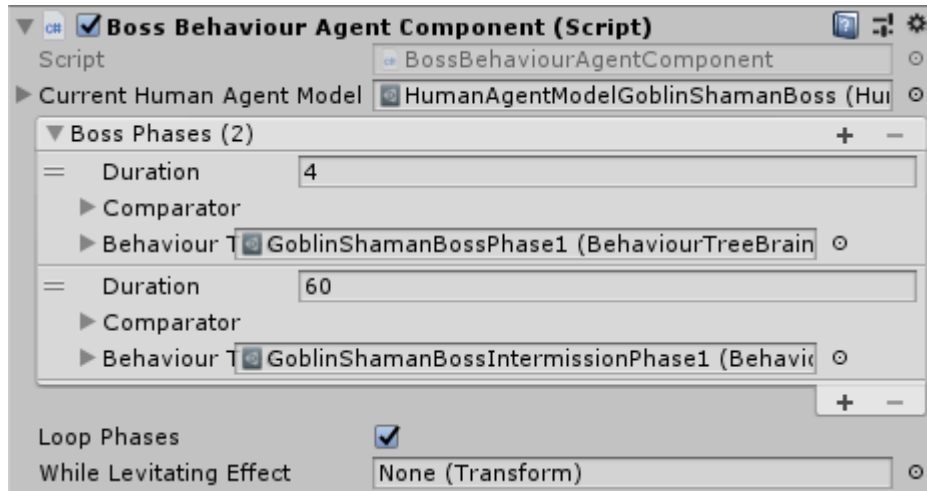 Boss Behaviour Agent Component (Script)
Script BossBehaviourAgentComponent
Current Human Agent Model HumanAgentModelGoblinShamanBoss (Hu
Boss Phases (2) + −
Duration 4
Comparator
Behaviour T GoblinShamanBossPhase1 (BehaviourTreeBrain
Duration 60
Comparator
Behaviour T GoblinShamanBossIntermissionPhase1 (Behavio
+ −
Loop Phases
While Levitating Effect None (Transform)